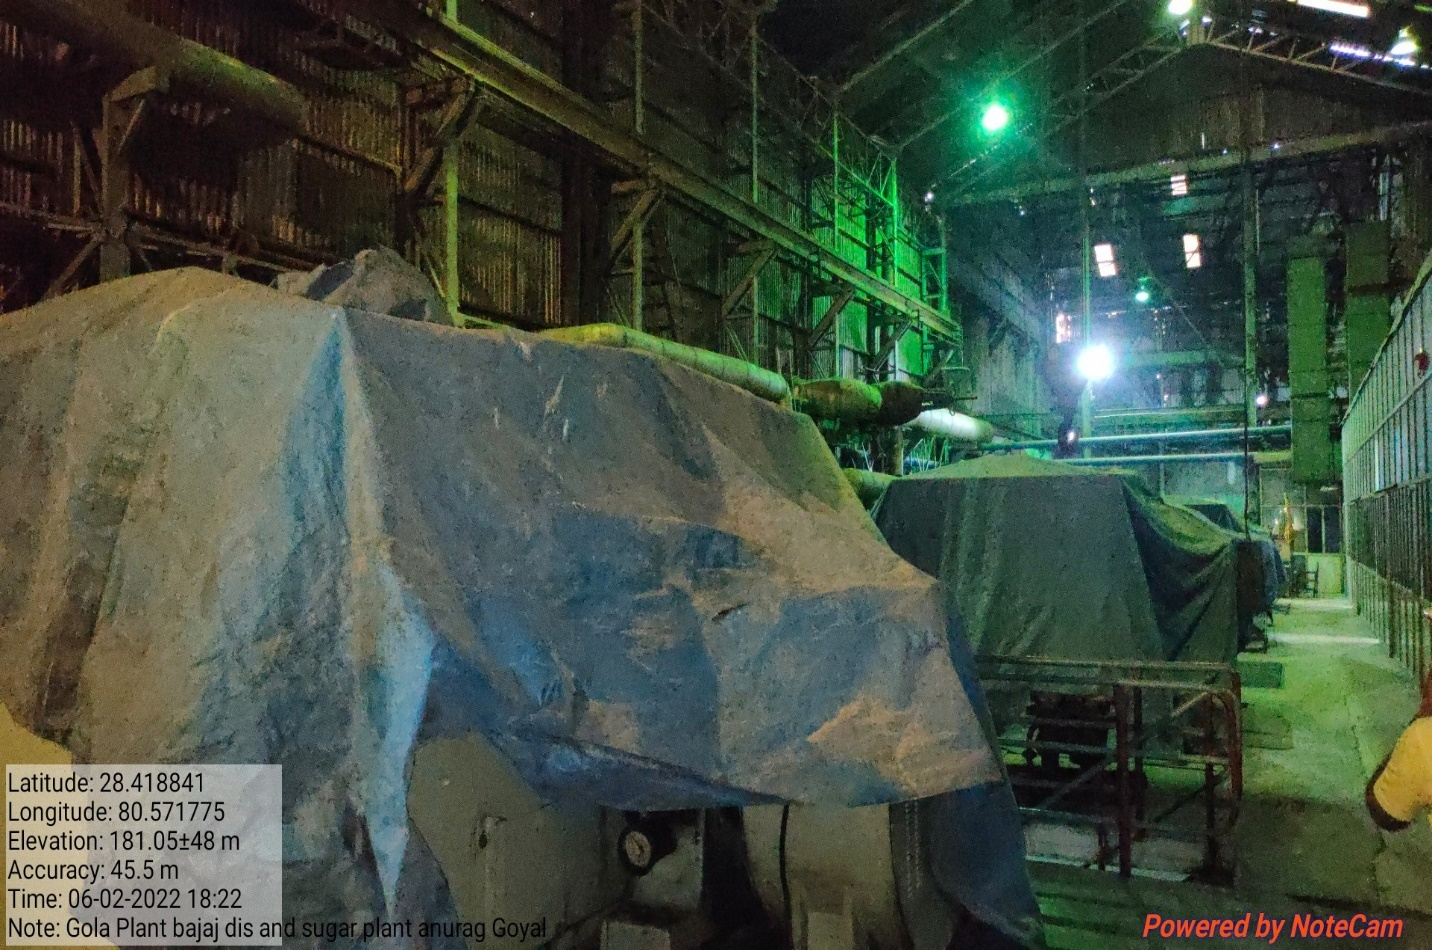 Latitude: 28.418841
Longitude: 80.571775
Elevation: 181.05±48 m
Accuracy: 45.5 m
Time: 06-02-2022 18:22
Note: Gola Plant bajaj dis and sugar plant anurag Goyal
Powered by NoteCam